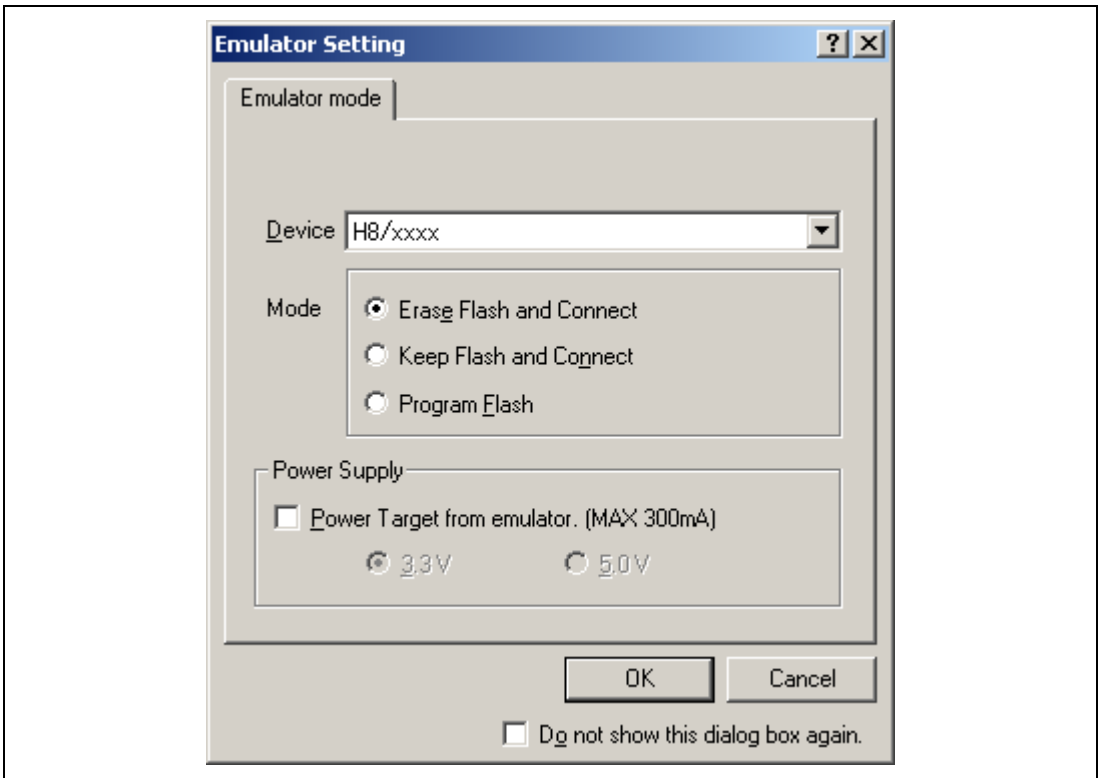 Emulator Setting
Emulator mode
Device H8/xxxx
Mode
Erase Flash and Connect
Keep Flash and Connect
Program Flash
Power Supply
Power Target from emulator. (MAX 300mA)
3.3V 5.0V
OK Cancel
Do not show this dialog box again.